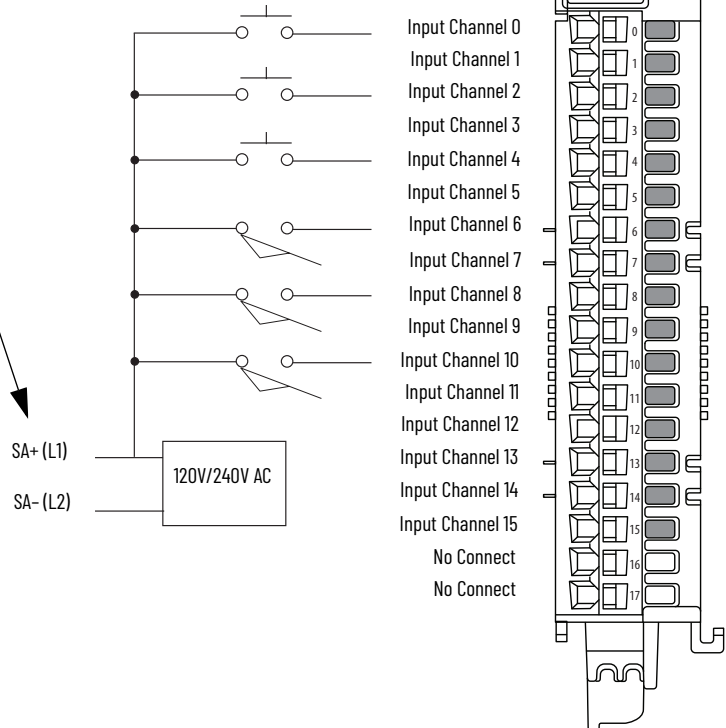 Input Channel 0
Input Channel 1
Input Channel 2
Input Channel 3
Input Channel 4
Input Channel 5
Input Channel 6
Input Channel 7
Input Channel 8
Input Channel 9
Input Channel 10
Input Channel 11
Input Channel 12
Input Channel 13
Input Channel 14
Input Channel 15
No Connect
No Connect
SA+ (L1)
SA– (L2)
120V/240V AC
0
1
2
3
4
5
6
7
8
9
10
11
12
13
14
15
16
17